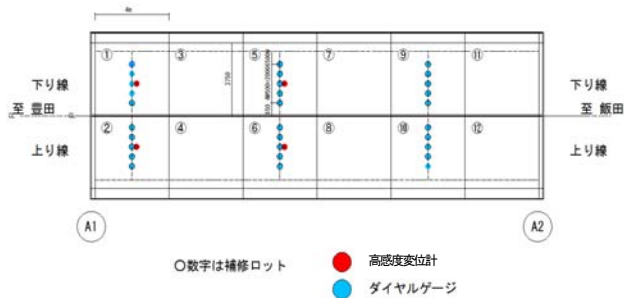 4m
① ③ ⑤ ⑦ ⑨ ⑪
下り線 下り線
2750
至 豊田 至 飯田
② ④ ⑥ ⑧ ⑩ ⑫
上り線 上り線
A1 A2
○数字は補修ロット
高感度変位計
ダイヤルゲージ